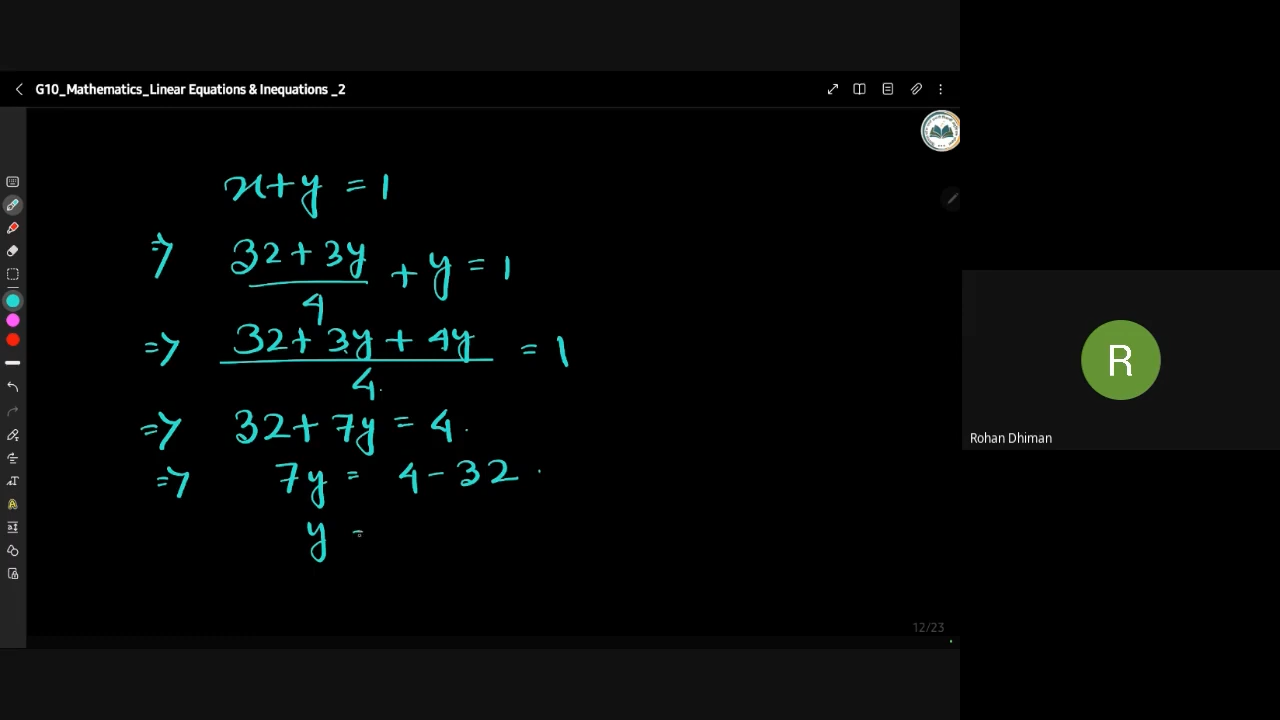 G10_Mathematics_Linear Equations & Inequations _2
x+y = 1
=> 32 + 3y / 4 + y = 1
=> 32 + 3y + 4y / 4 = 1
=> 32 + 7y = 4
=> 7y = 4 - 32
y =
12/23
R
Rohan Dhiman